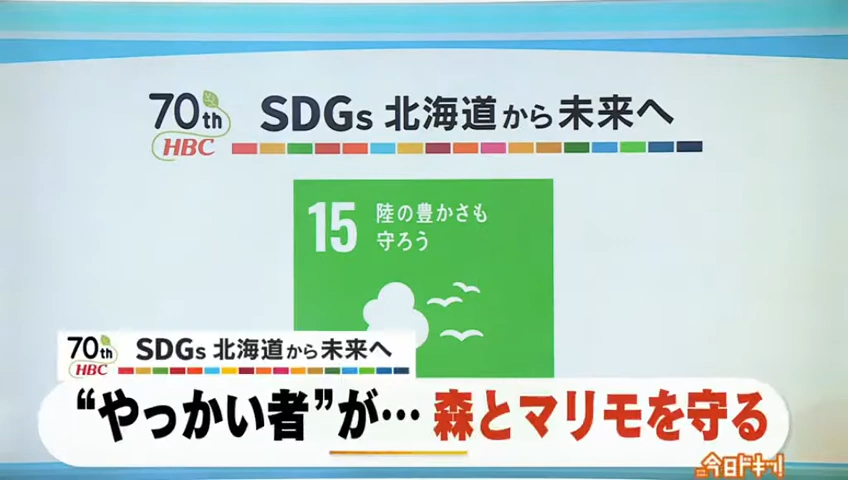 70th
HBC
SDGs 北海道から未来へ
15 陸の豊かさも
守ろう
70th
HBC
SDGs 北海道から未来へ
“やっかい者”が… 森とマリモを守る
今日ドキッ!